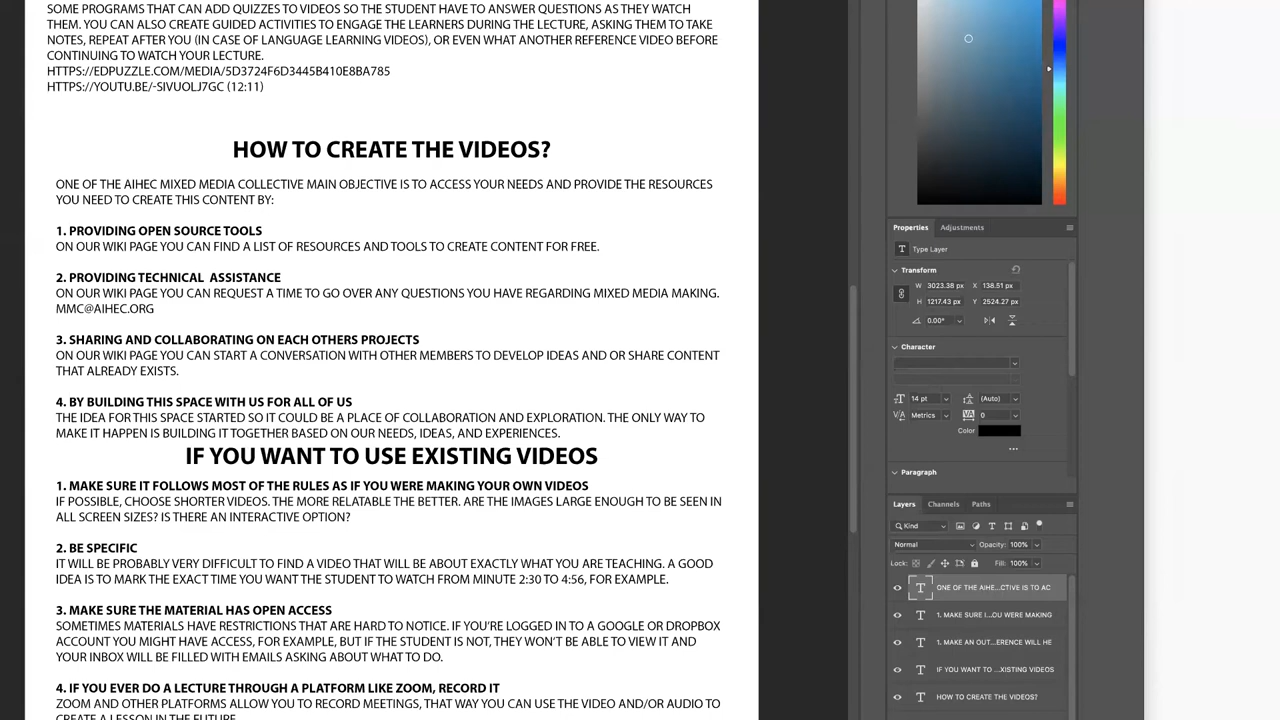 SOME PROGRAMS THAT CAN ADD QUIZZES TO VIDEOS SO THE STUDENT HAVE TO ANSWER QUESTIONS AS THEY WATCH
THEM. YOU CAN ALSO CREATE GUIDED ACTIVITIES TO ENGAGE THE LEARNERS DURING THE LECTURE, ASKING THEM TO TAKE
NOTES, REPEAT AFTER YOU (IN CASE OF LANGUAGE LEARNING VIDEOS), OR EVEN WHAT ANOTHER REFERENCE VIDEO BEFORE
CONTINUING TO WATCH YOUR LECTURE.
HTTPS://EDPUZZLE.COM/MEDIA/5D3724F6D3445B410E8BA785
HTTPS://YOUTU.BE/-SIVUOLJ7GC (12:11)
HOW TO CREATE THE VIDEOS?
ONE OF THE AIHEC MIXED MEDIA COLLECTIVE MAIN OBJECTIVE IS TO ACCESS YOUR NEEDS AND PROVIDE THE RESOURCES
YOU NEED TO CREATE THIS CONTENT BY:
1. PROVIDING OPEN SOURCE TOOLS
ON OUR WIKI PAGE YOU CAN FIND A LIST OF RESOURCES AND TOOLS TO CREATE CONTENT FOR FREE.
2. PROVIDING TECHNICAL ASSISTANCE
ON OUR WIKI PAGE YOU CAN REQUEST A TIME TO GO OVER ANY QUESTIONS YOU HAVE REGARDING MIXED MEDIA MAKING.
MMC@AIHEC.ORG
3. SHARING AND COLLABORATING ON EACH OTHERS PROJECTS
ON OUR WIKI PAGE YOU CAN START A CONVERSATION WITH OTHER MEMBERS TO DEVELOP IDEAS AND OR SHARE CONTENT
THAT ALREADY EXISTS.
4. BY BUILDING THIS SPACE WITH US FOR ALL OF US
THE IDEA FOR THIS SPACE STARTED SO IT COULD BE A PLACE OF COLLABORATION AND EXPLORATION. THE ONLY WAY TO
MAKE IT HAPPEN IS BUILDING IT TOGETHER BASED ON OUR NEEDS, IDEAS, AND EXPERIENCES.
IF YOU WANT TO USE EXISTING VIDEOS
1. MAKE SURE IT FOLLOWS MOST OF THE RULES AS IF YOU WERE MAKING YOUR OWN VIDEOS
IF POSSIBLE, CHOOSE SHORTER VIDEOS. THE MORE RELATABLE THE BETTER. ARE THE IMAGES LARGE ENOUGH TO BE SEEN IN
ALL SCREEN SIZES? IS THERE AN INTERACTIVE OPTION?
2. BE SPECIFIC
IT WILL BE PROBABLY VERY DIFFICULT TO FIND A VIDEO THAT WILL BE ABOUT EXACTLY WHAT YOU ARE TEACHING. A GOOD
IDEA IS TO MARK THE EXACT TIME YOU WANT THE STUDENT TO WATCH FROM MINUTE 2:30 TO 4:56, FOR EXAMPLE.
3. MAKE SURE THE MATERIAL HAS OPEN ACCESS
SOMETIMES MATERIALS HAVE RESTRICTIONS THAT ARE HARD TO NOTICE. IF YOU'RE LOGGED IN TO A GOOGLE OR DROPBOX
ACCOUNT YOU MIGHT HAVE ACCESS, FOR EXAMPLE, BUT IF THE STUDENT IS NOT, THEY WON'T BE ABLE TO VIEW IT AND
YOUR INBOX WILL BE FILLED WITH EMAILS ASKING ABOUT WHAT TO DO.
4. IF YOU EVER DO A LECTURE THROUGH A PLATFORM LIKE ZOOM, RECORD IT
ZOOM AND OTHER PLATFORMS ALLOW YOU TO RECORD MEETINGS, THAT WAY YOU CAN USE THE VIDEO AND/OR AUDIO TO
CREATE A LESSON IN THE FUTURE
Properties Adjustments
T Type Layer
Transform
W 3023.38 px X 138.51 px
H 1217.43 px Y 2524.27 px
0.00°
Character
14 pt (Auto)
Metrics 0
Color
Paragraph
Layers Channels Paths
Kind
Normal Opacity: 100%
Lock: Fill: 100%
T ONE OF THE AIHE...CTIVE IS TO AC
T 1. MAKE SURE I...OU WERE MAKING
T 1. MAKE AN OUT...ERENCE WILL HE
T IF YOU WANT TO ...XISTING VIDEOS
T HOW TO CREATE THE VIDEOS?